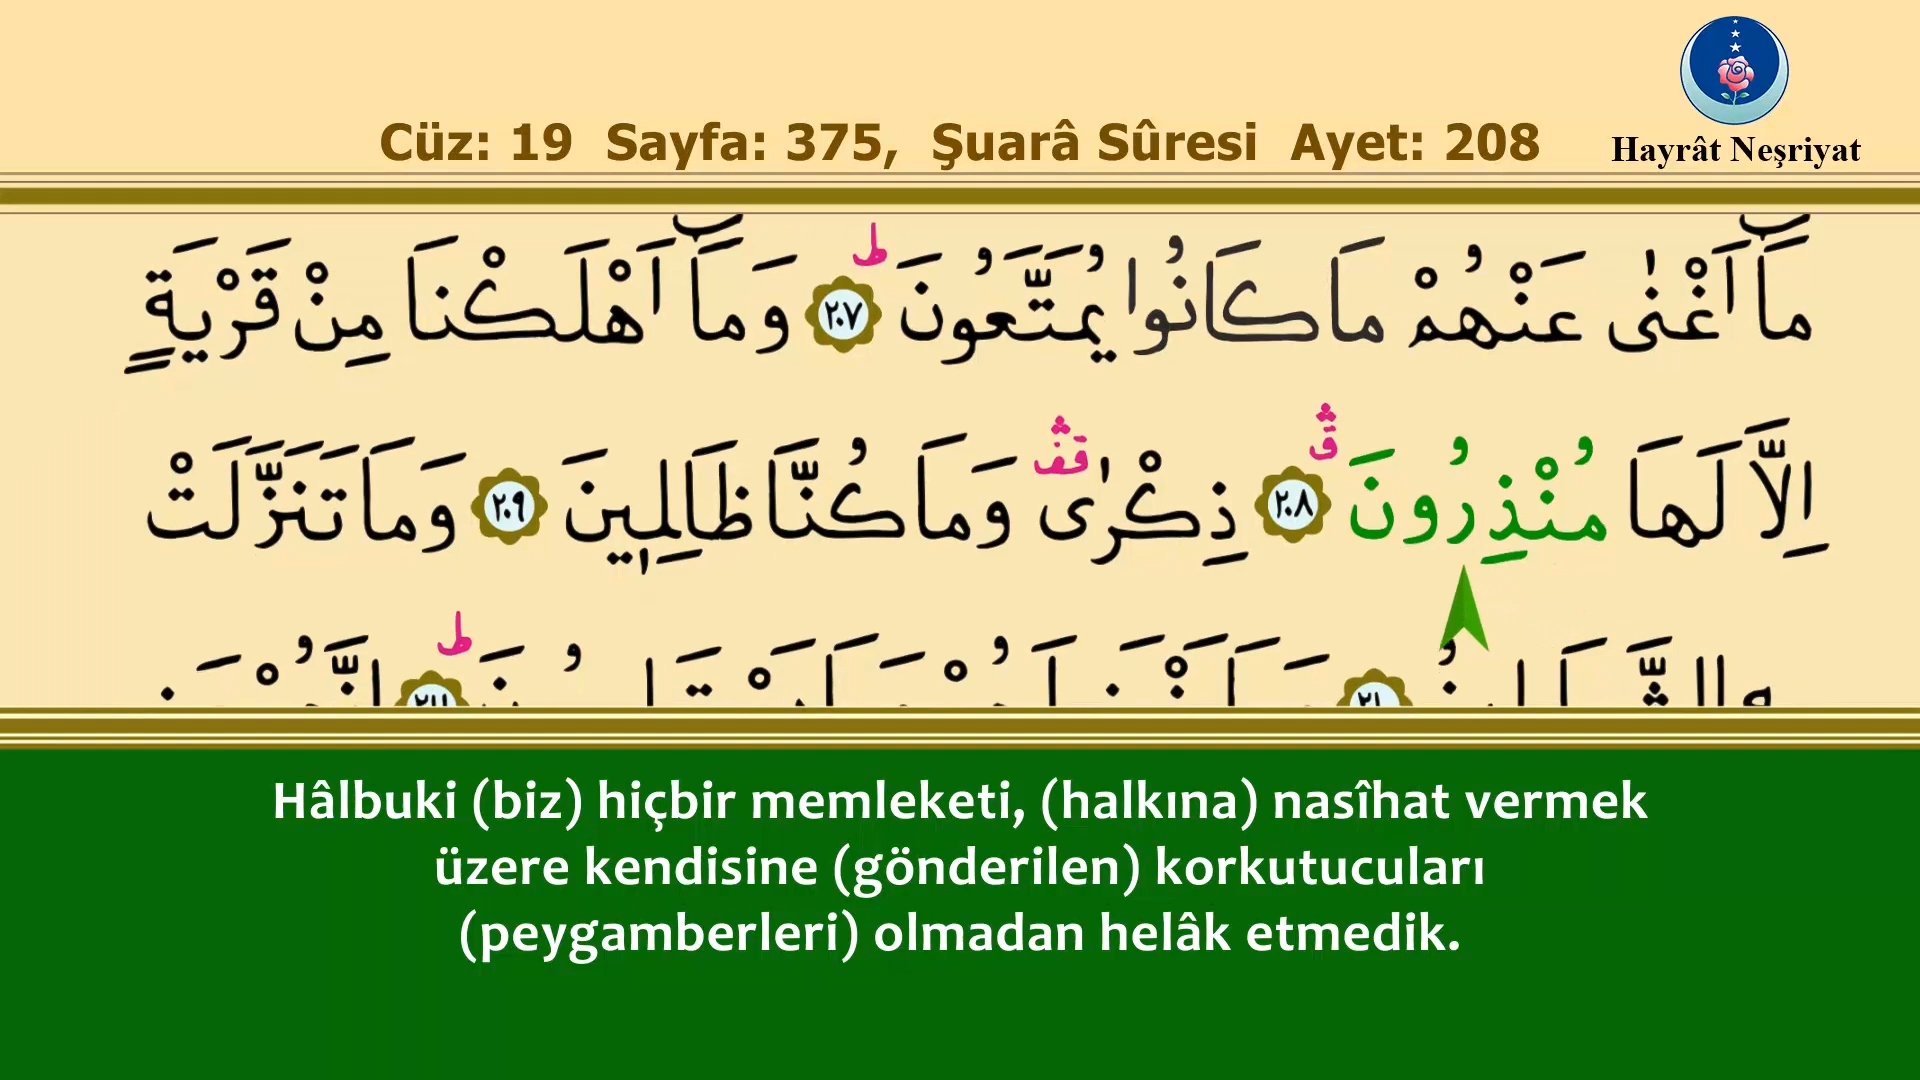 Cüz: 19 Sayfa: 375, Şuarâ Sûresi Ayet: 208
Hayrât Neşriyat
مَٓا اَغْنٰى عَنْهُمْ مَا كَانُوا يُمَتَّعُونَ ط ﴿٢٠٧﴾ وَمَٓا اَهْلَكْنَا مِنْ قَرْيَةٍ
اِلَّا لَهَا مُنْذِرُونَ ۛ ق ﴿٢٠٨﴾ ذِكْرٰى ۛ قف وَمَا كُنَّا ظَالِمٖينَ ﴿٢٠٩﴾ وَمَا تَنَزَّلَتْ
Hâlbuki (biz) hiçbir memleketi, (halkına) nasîhat vermek
üzere kendisine (gönderilen) korkutucuları
(peygamberleri) olmadan helâk etmedik.